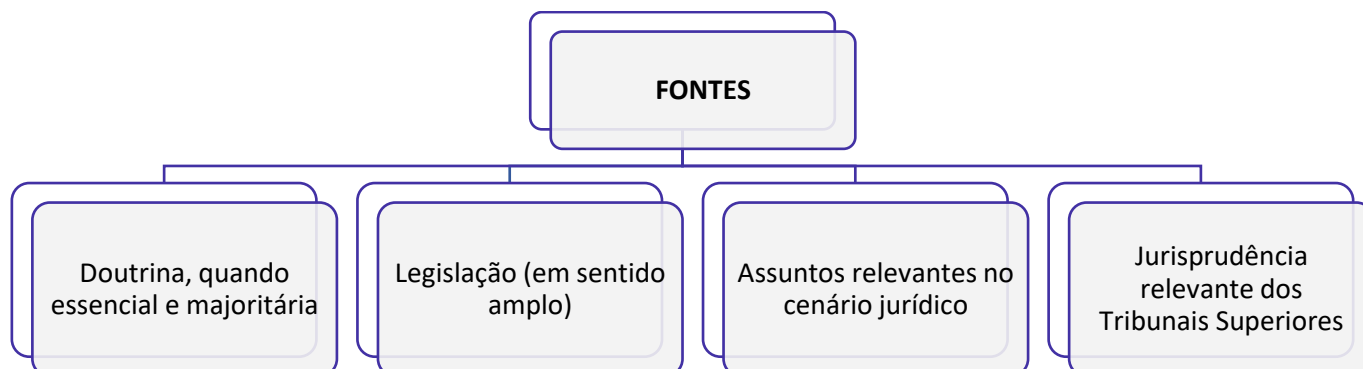 FONTES
Doutrina, quando
essencial e majoritária
Legislação (em sentido
amplo)
Assuntos relevantes no
cenário jurídico
Jurisprudência
relevante dos
Tribunais Superiores